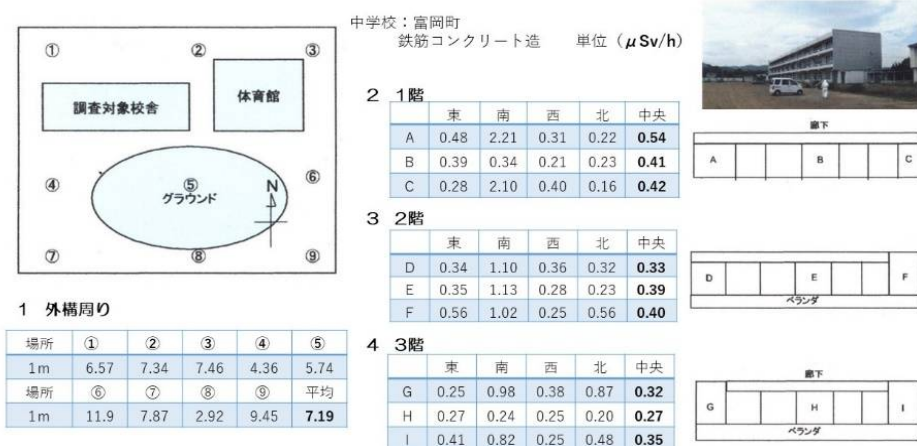 中学校：富岡町
鉄筋コンクリート造　単位（μSv/h）
① ② ③
調査対象校舎 体育館
④ ⑤ ⑥
グラウンド N
⑦ ⑧ ⑨
1 外構周り
場所 ① ② ③ ④ ⑤
1m 6.57 7.34 7.46 4.36 5.74
場所 ⑥ ⑦ ⑧ ⑨ 平均
1m 11.9 7.87 2.92 9.45 7.19
2 1階
東 南 西 北 中央
A 0.48 2.21 0.31 0.22 0.54
B 0.39 0.34 0.21 0.23 0.41
C 0.28 2.10 0.40 0.16 0.42
3 2階
東 南 西 北 中央
D 0.34 1.10 0.36 0.32 0.33
E 0.35 1.13 0.28 0.23 0.39
F 0.56 1.02 0.25 0.56 0.40
4 3階
東 南 西 北 中央
G 0.25 0.98 0.38 0.87 0.32
H 0.27 0.24 0.25 0.20 0.27
I 0.41 0.82 0.25 0.48 0.35
廊下
A B C
D E F
ベランダ
廊下
G H I
ベランダ